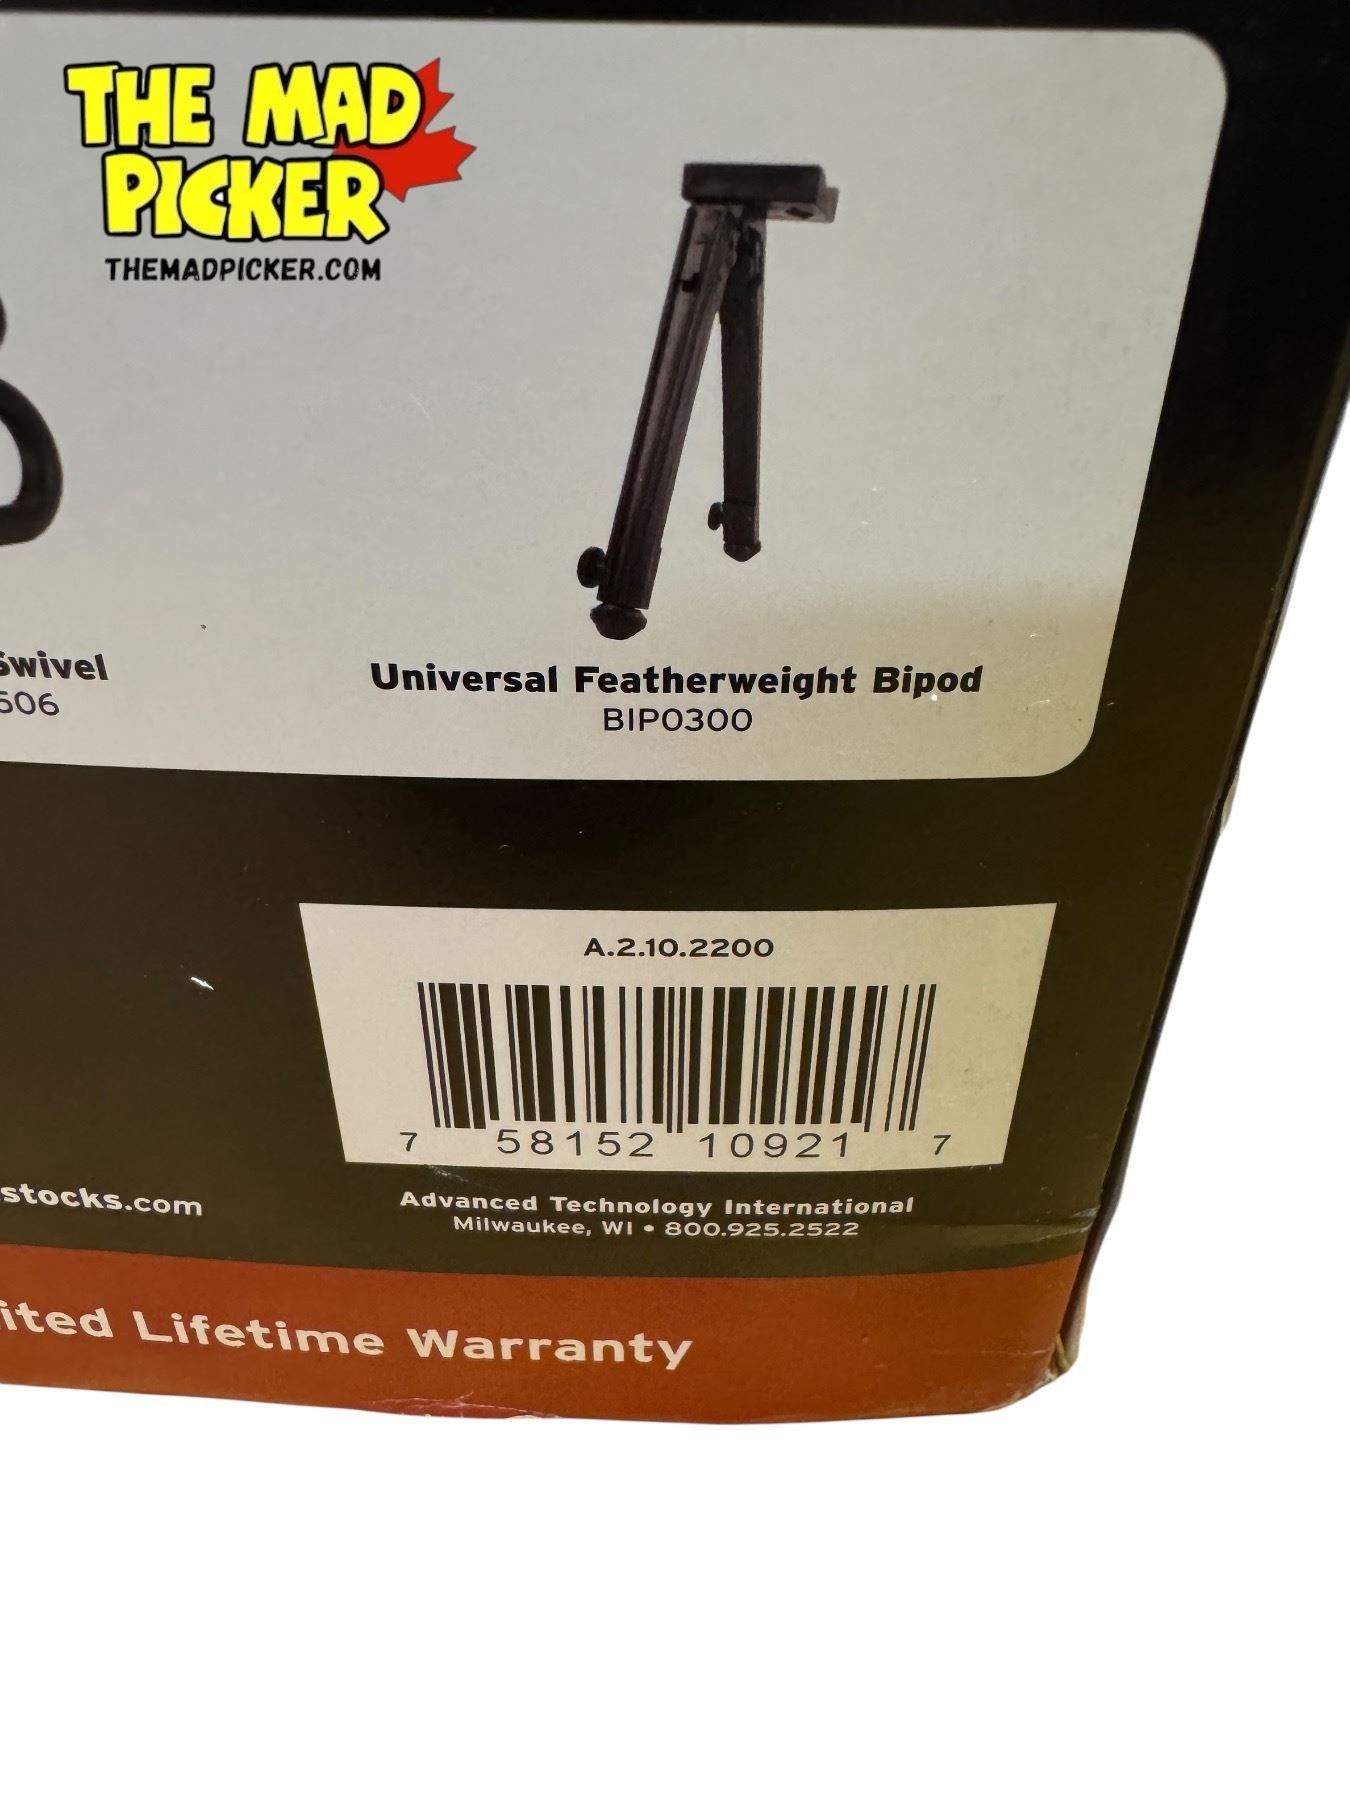 THE MAD
PICKER
THEMADPICKER.COM
Swivel
506
Universal Featherweight Bipod
BIP0300
A.2.10.2200
7 58152 10921 7
stocks.com
Advanced Technology International
Milwaukee, WI • 800.925.2522
ited Lifetime Warranty